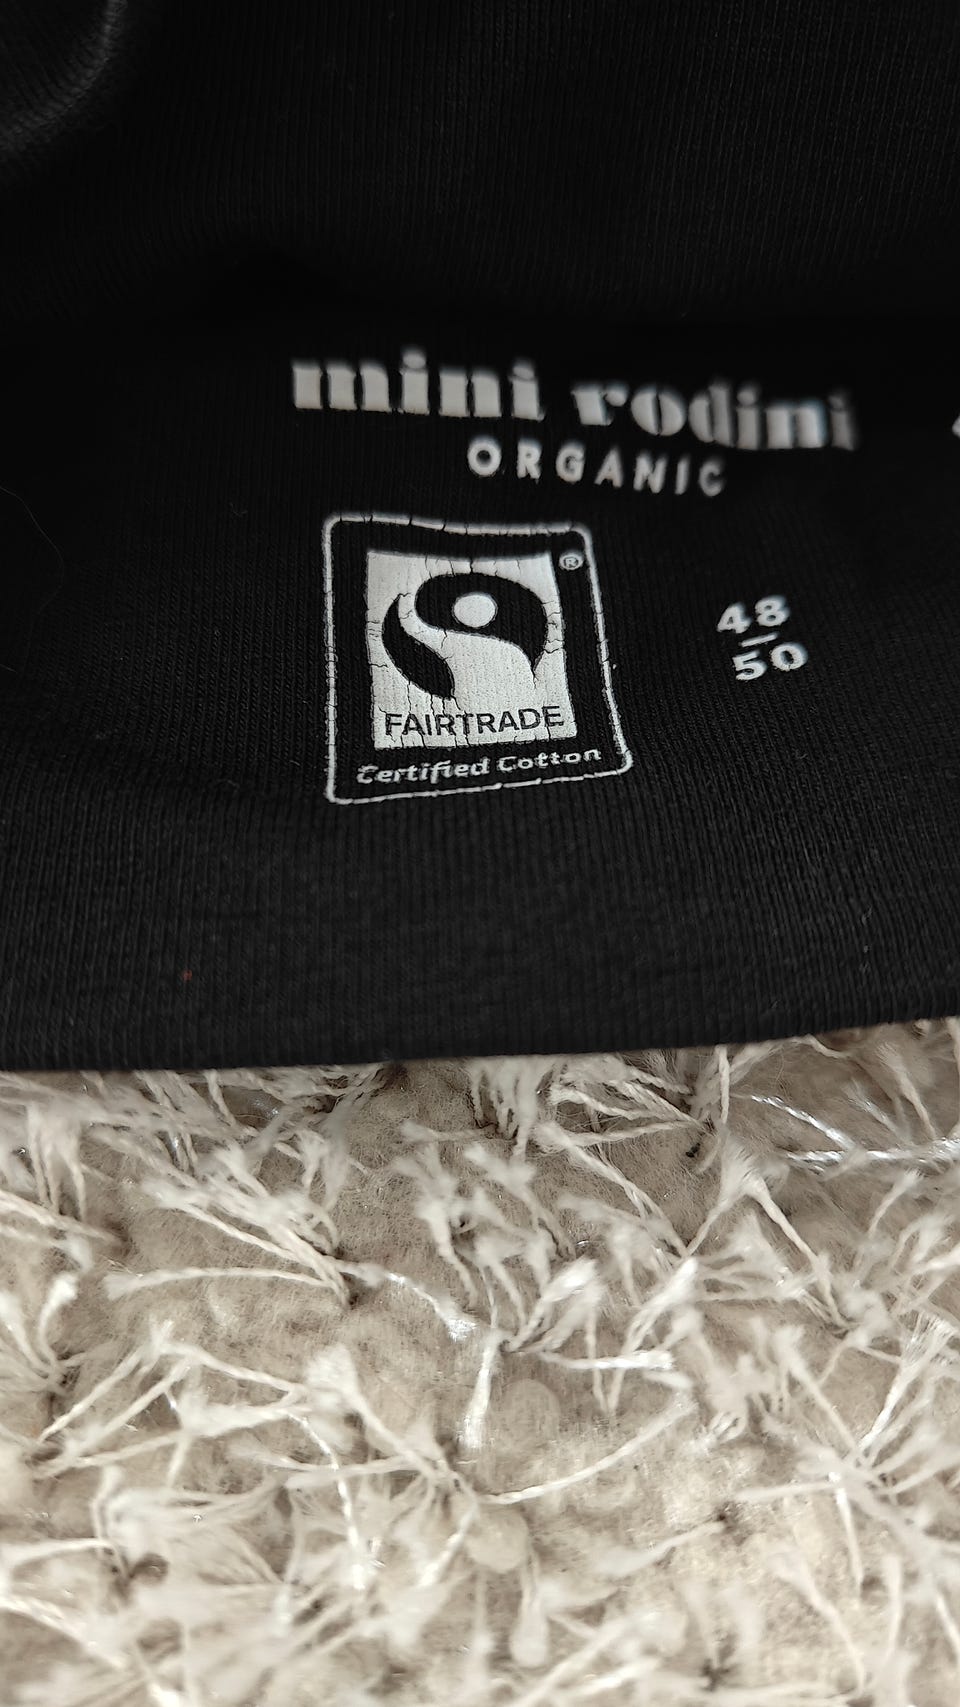 mini rodini
ORGANIC
®
FAIRTRADE
Certified Cotton
48
50